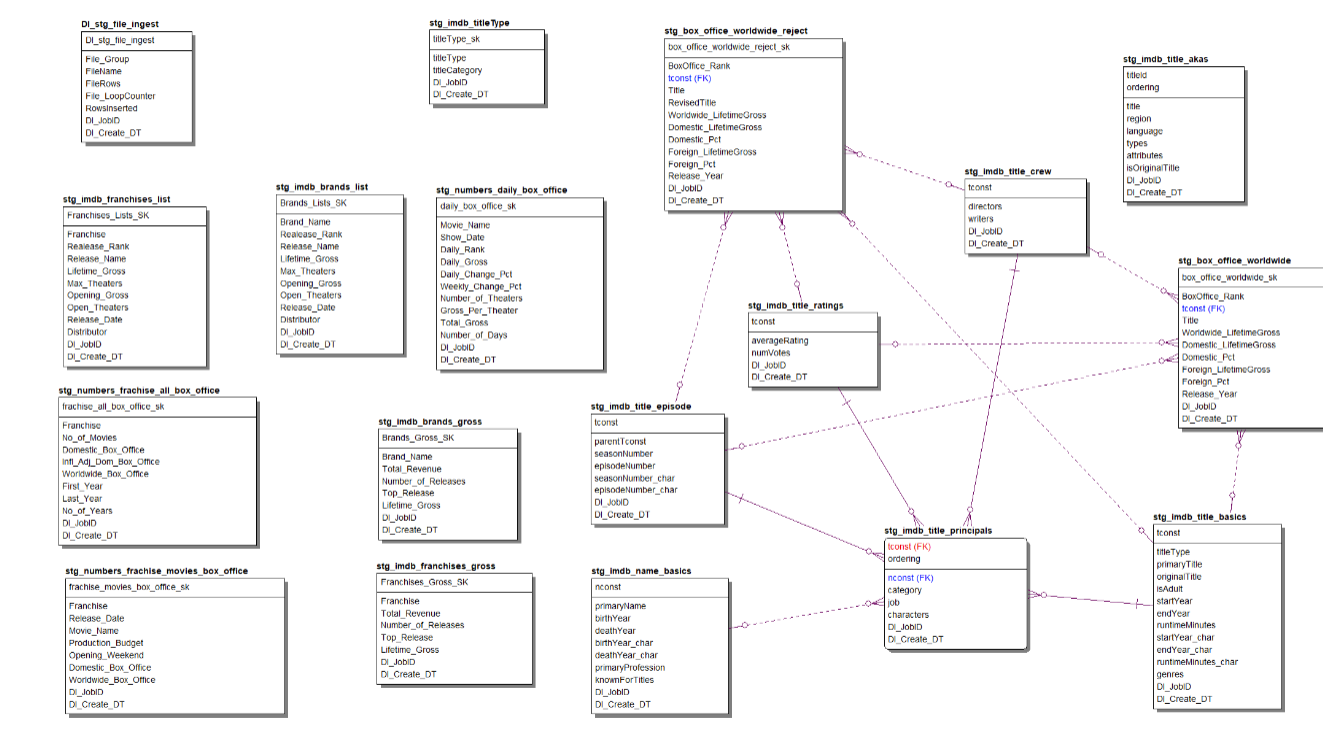 DI_stg_file_ingest
DI_stg_file_ingest
File_Group
FileName
FileRows
File_LoopCounter
RowsInserted
DI_JobID
DI_Create_DT
stg_imdb_titleType
titleType_sk
titleType
titleCategory
DI_JobID
DI_Create_DT
stg_box_office_worldwide_reject
box_office_worldwide_reject_sk
BoxOffice_Rank
tconst (FK)
Title
RevisedTitle
Worldwide_LifetimeGross
Domestic_LifetimeGross
Domestic_Pct
Foreign_LifetimeGross
Foreign_Pct
Release_Year
DI_JobID
DI_Create_DT
stg_imdb_title_akas
titleId
ordering
title
region
language
types
attributes
isOriginalTitle
DI_JobID
DI_Create_DT
stg_imdb_franchises_list
Franchises_Lists_SK
Franchise
Realease_Rank
Release_Name
Lifetime_Gross
Max_Theaters
Opening_Gross
Open_Theaters
Release_Date
Distributor
DI_JobID
DI_Create_DT
stg_imdb_brands_list
Brands_Lists_SK
Brand_Name
Realease_Rank
Release_Name
Lifetime_Gross
Max_Theaters
Opening_Gross
Open_Theaters
Release_Date
Distributor
DI_JobID
DI_Create_DT
stg_numbers_daily_box_office
daily_box_office_sk
Movie_Name
Show_Date
Daily_Rank
Daily_Gross
Daily_Change_Pct
Weekly_Change_Pct
Number_of_Theaters
Gross_Per_Theater
Total_Gross
Number_of_Days
DI_JobID
DI_Create_DT
stg_imdb_title_crew
tconst
directors
writers
DI_JobID
DI_Create_DT
stg_box_office_worldwide
box_office_worldwide_sk
BoxOffice_Rank
tconst (FK)
Title
Worldwide_LifetimeGross
Domestic_LifetimeGross
Domestic_Pct
Foreign_LifetimeGross
Foreign_Pct
Release_Year
DI_JobID
DI_Create_DT
stg_imdb_title_ratings
tconst
averageRating
numVotes
DI_JobID
DI_Create_DT
stg_numbers_frachise_all_box_office
frachise_all_box_office_sk
Franchise
No_of_Movies
Domestic_Box_Office
Infl_Adj_Dom_Box_Office
Worldwide_Box_Office
First_Year
Last_Year
No_of_Years
DI_JobID
DI_Create_DT
stg_imdb_brands_gross
Brands_Gross_SK
Brand_Name
Total_Revenue
Number_of_Releases
Top_Release
Lifetime_Gross
DI_JobID
DI_Create_DT
stg_imdb_title_episode
tconst
parentTconst
seasonNumber
episodeNumber
seasonNumber_char
episodeNumber_char
DI_JobID
DI_Create_DT
stg_imdb_title_principals
tconst (FK)
ordering
nconst (FK)
category
job
characters
DI_JobID
DI_Create_DT
stg_imdb_title_basics
tconst
titleType
primaryTitle
originalTitle
isAdult
startYear
endYear
runtimeMinutes
startYear_char
endYear_char
runtimeMinutes_char
genres
DI_JobID
DI_Create_DT
stg_numbers_frachise_movies_box_office
frachise_movies_box_office_sk
Franchise
Release_Date
Movie_Name
Production_Budget
Opening_Weekend
Domestic_Box_Office
Worldwide_Box_Office
DI_JobID
DI_Create_DT
stg_imdb_franchises_gross
Franchises_Gross_SK
Franchise
Total_Revenue
Number_of_Releases
Top_Release
Lifetime_Gross
DI_JobID
DI_Create_DT
stg_imdb_name_basics
nconst
primaryName
birthYear
deathYear
birthYear_char
deathYear_char
primaryProfession
knownForTitles
DI_JobID
DI_Create_DT